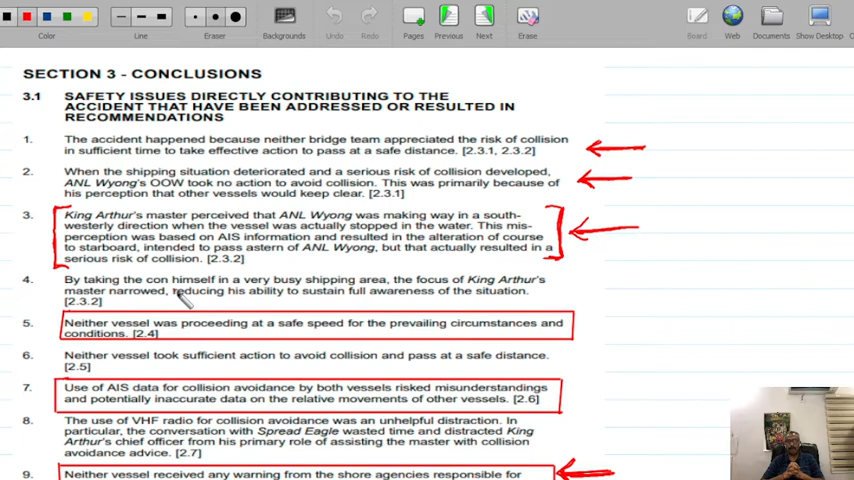 Color
Line
Eraser
Backgrounds
Undo
Redo
Pages
Previous
Next
Erase
Board
Web
Documents
Show Desktop
SECTION 3 - CONCLUSIONS
3.1 SAFETY ISSUES DIRECTLY CONTRIBUTING TO THE
ACCIDENT THAT HAVE BEEN ADDRESSED OR RESULTED IN
RECOMMENDATIONS
1. The accident happened because neither bridge team appreciated the risk of collision
in sufficient time to take effective action to pass at a safe distance. [2.3.1, 2.3.2]
2. When the shipping situation deteriorated and a serious risk of collision developed,
ANL Wyong's OOW took no action to avoid collision. This was primarily because of
his perception that other vessels would keep clear. [2.3.1]
3. King Arthur's master perceived that ANL Wyong was making way in a south-
westerly direction when the vessel was actually stopped in the water. This mis-
perception was based on AIS information and resulted in the alteration of course
to starboard, intended to pass astern of ANL Wyong, but that actually resulted in a
serious risk of collision. [2.3.2]
4. By taking the con himself in a very busy shipping area, the focus of King Arthur's
master narrowed, reducing his ability to sustain full awareness of the situation.
[2.3.2]
5. Neither vessel was proceeding at a safe speed for the prevailing circumstances and
conditions. [2.4]
6. Neither vessel took sufficient action to avoid collision and pass at a safe distance.
[2.5]
7. Use of AIS data for collision avoidance by both vessels risked misunderstandings
and potentially inaccurate data on the relative movements of other vessels. [2.6]
8. The use of VHF radio for collision avoidance was an unhelpful distraction. In
particular, the conversation with Spread Eagle wasted time and distracted King
Arthur's chief officer from his primary role of assisting the master with collision
avoidance advice. [2.7]
9. Neither vessel received any warning from the shore agencies responsible for